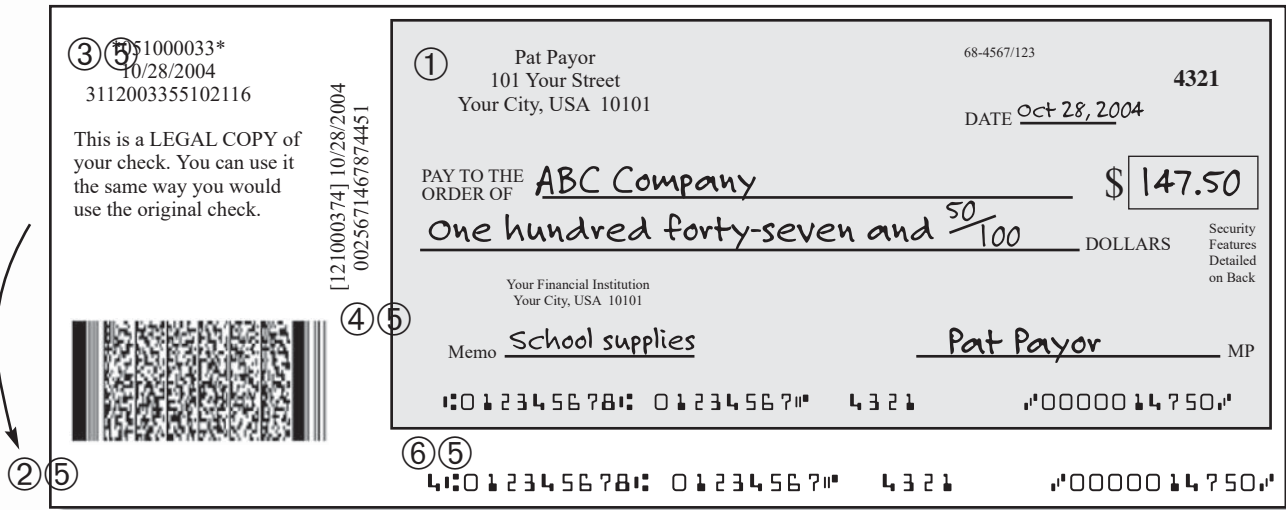 ③⑤
*051000033*
10/28/2004
3112003355102116
This is a LEGAL COPY of
your check. You can use it
the same way you would
use the original check.
[121000374] 10/28/2004
0025671467874451
④⑤
②⑤
①
Pat Payor
101 Your Street
Your City, USA 10101
68-4567/123
4321
DATE Oct 28, 2004
PAY TO THE
ORDER OF ABC Company $ 147.50
One hundred forty-seven and 50/100 DOLLARS
Security
Features
Detailed
on Back
Your Financial Institution
Your City, USA 10101
Memo School supplies Pat Payor MP
⑆012345678⑆ 01234567⑈ 4321 ⑇0000014750⑇
⑥⑤
4⑆012345678⑆ 01234567⑈ 4321 ⑇0000014750⑇